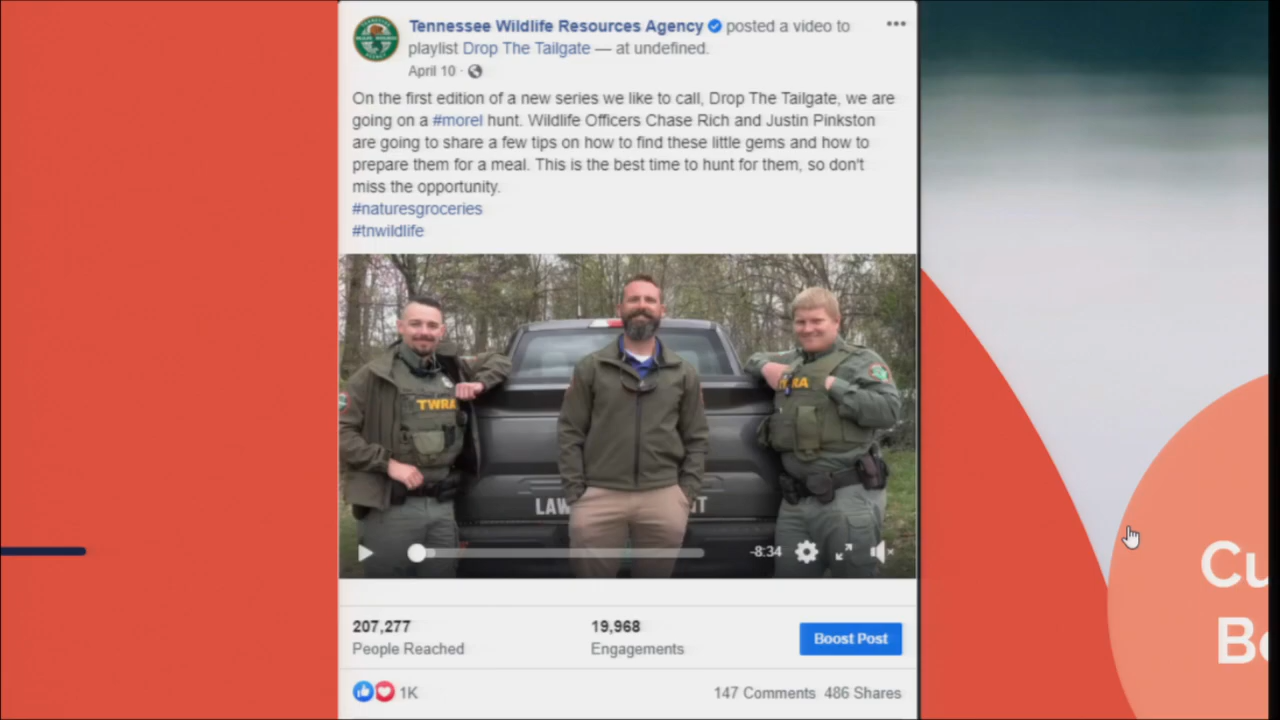 Tennessee Wildlife Resources Agency posted a video to
playlist Drop The Tailgate — at undefined.
April 10 ·
On the first edition of a new series we like to call, Drop The Tailgate, we are
going on a #morel hunt. Wildlife Officers Chase Rich and Justin Pinkston
are going to share a few tips on how to find these little gems and how to
prepare them for a meal. This is the best time to hunt for them, so don't
miss the opportunity.
#naturesgroceries
#tnwildlife
TWRA
RA
LAW
T
-8:34
207,277
People Reached
19,968
Engagements
Boost Post
1K
147 Comments 486 Shares
Cu
Be